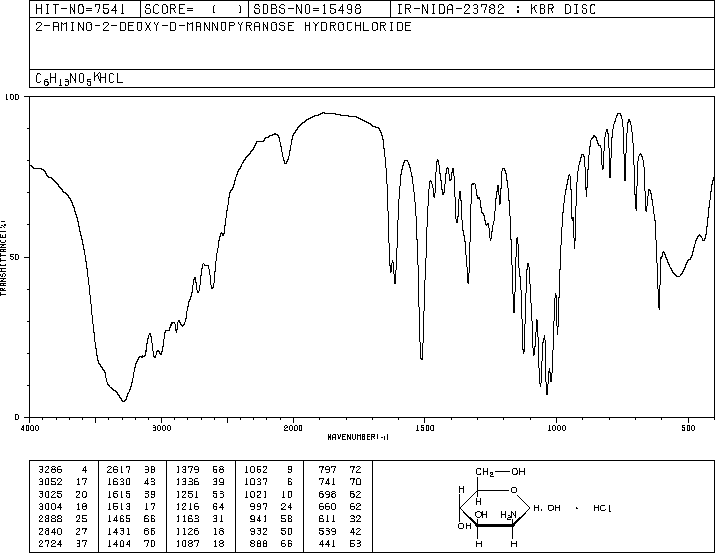 HIT-NO=7541 SCORE= ( ) SDBS-NO=15498 IR-NIDA-23782 : KBR DISC
2-AMINO-2-DEOXY-D-MANNOPYRANOSE HYDROCHLORIDE
C6H13NO5·HCL
100
50
0
TRANSMITTANCE(%)
4000 3000 2000 1500 1000 500
WAVENUMBER(-1)
3286 4 2617 38 1379 58 1062 9 797 72
3052 17 1630 43 1336 39 1037 6 741 70
3025 20 1615 39 1251 53 1021 10 698 62
3004 18 1513 17 1216 64 997 24 660 62
2888 25 1465 66 1163 31 941 58 611 32
2840 27 1431 66 1126 18 932 50 539 42
2724 37 1404 70 1087 18 888 66 441 53
CH2 OH
H O
H
OH H2N H, OH · HCl
OH
H H